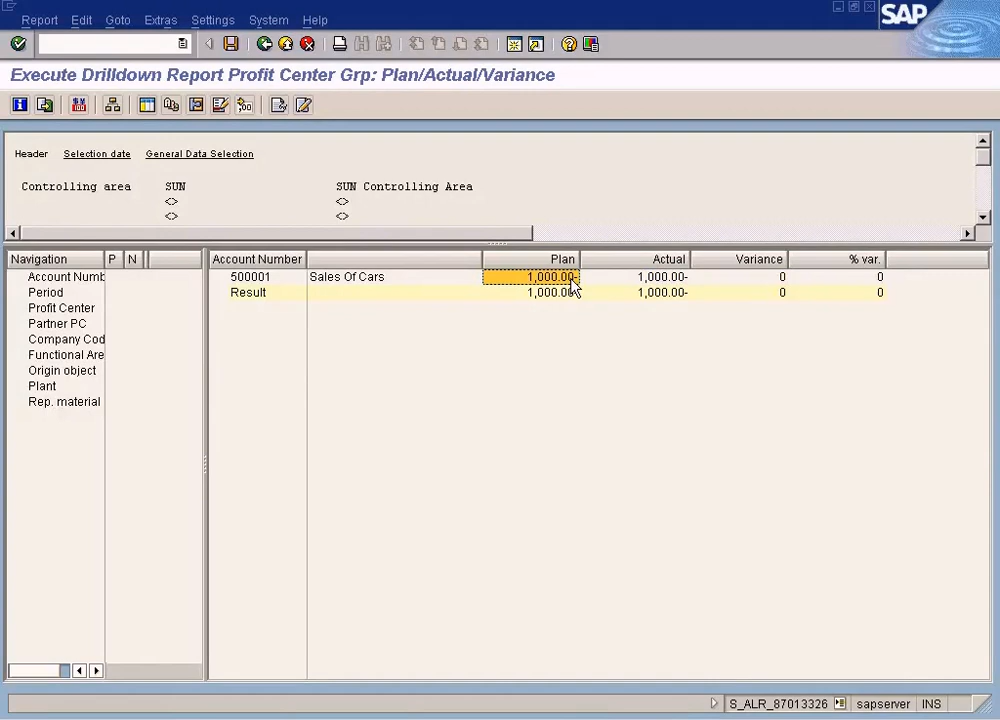 Report Edit Goto Extras Settings System Help
SAP
Execute Drilldown Report Profit Center Grp: Plan/Actual/Variance
Header Selection date General Data Selection
Controlling area SUN SUN Controlling Area
<> <>
<> <>
Navigation P N Account Number Plan Actual Variance % var.
Account Numb 500001 Sales Of Cars 1,000.00- 1,000.00- 0 0
Period Result 1,000.00- 1,000.00- 0 0
Profit Center
Partner PC
Company Cod
Functional Are
Origin object
Plant
Rep. material
S_ALR_87013326 sapserver INS